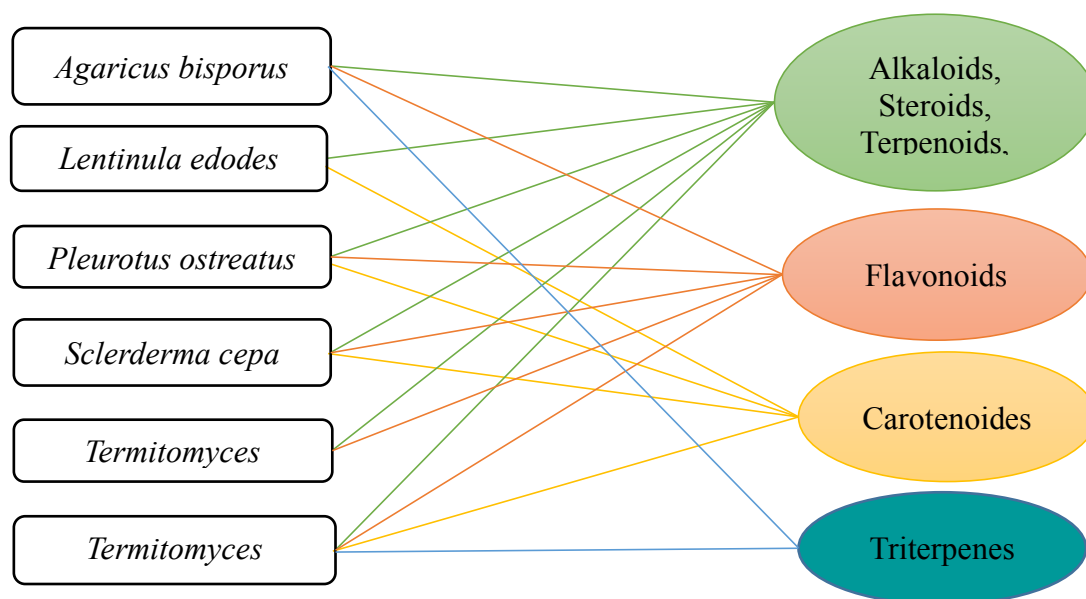 Agaricus bisporus
Lentinula edodes
Pleurotus ostreatus
Sclerderma cepa
Termitomyces
Termitomyces
Alkaloids,
Steroids,
Terpenoids,
Flavonoids
Carotenoides
Triterpenes